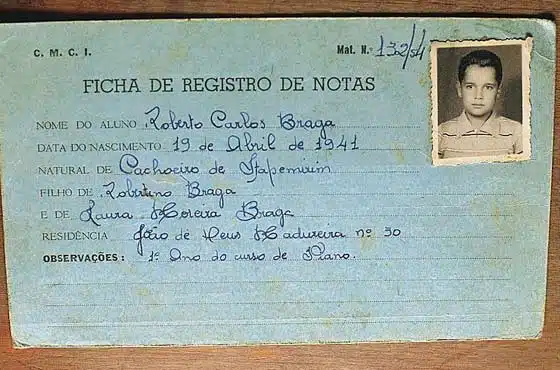 C. M. C. I. Mat. N.º 132/54
FICHA DE REGISTRO DE NOTAS
NOME DO ALUNO Roberto Carlos Braga
DATA DO NASCIMENTO 19 de Abril de 1941
NATURAL DE Cachoeiro de Itapemirim
FILHO DE Robertino Braga
E DE Laura Moreira Braga
RESIDÊNCIA João de Deus Madureira nº 50
OBSERVAÇÕES: 1º Ano do curso de Piano.